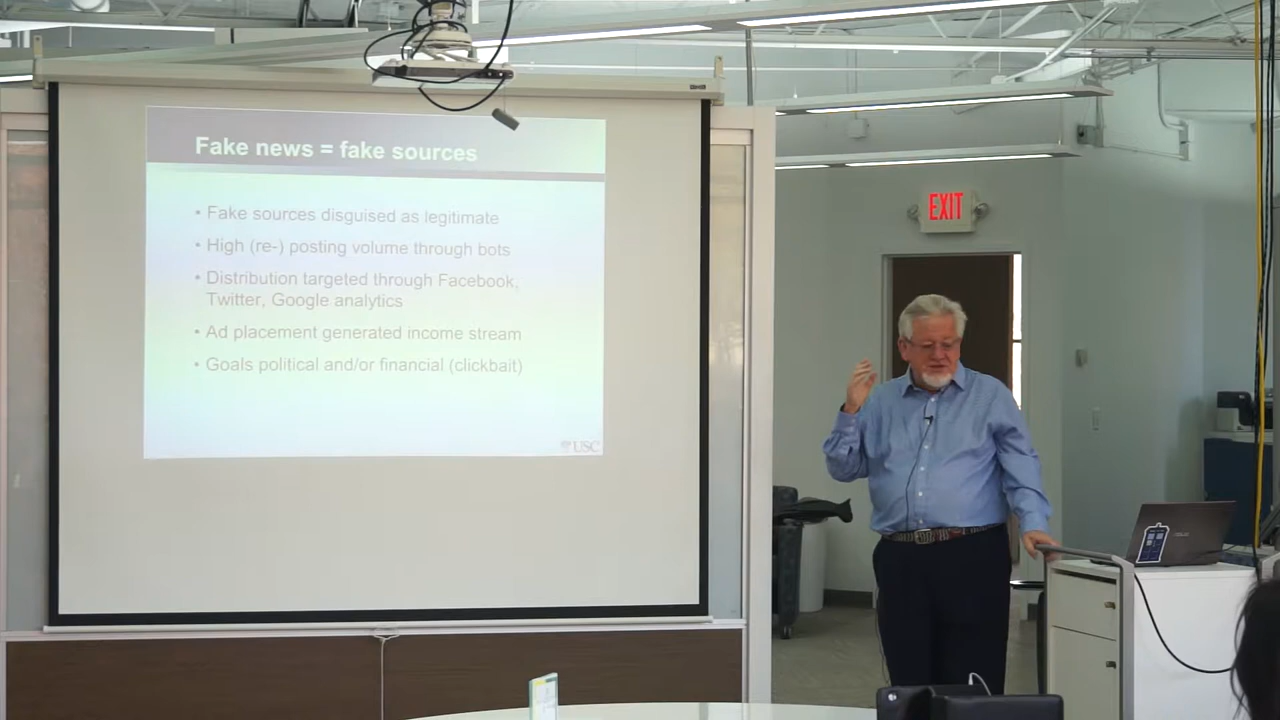 Fake news = fake sources
• Fake sources disguised as legitimate
• High (re-) posting volume through bots
• Distribution targeted through Facebook,
Twitter, Google analytics
• Ad placement generated income stream
• Goals political and/or financial (clickbait)
USC
EXIT
ASUS